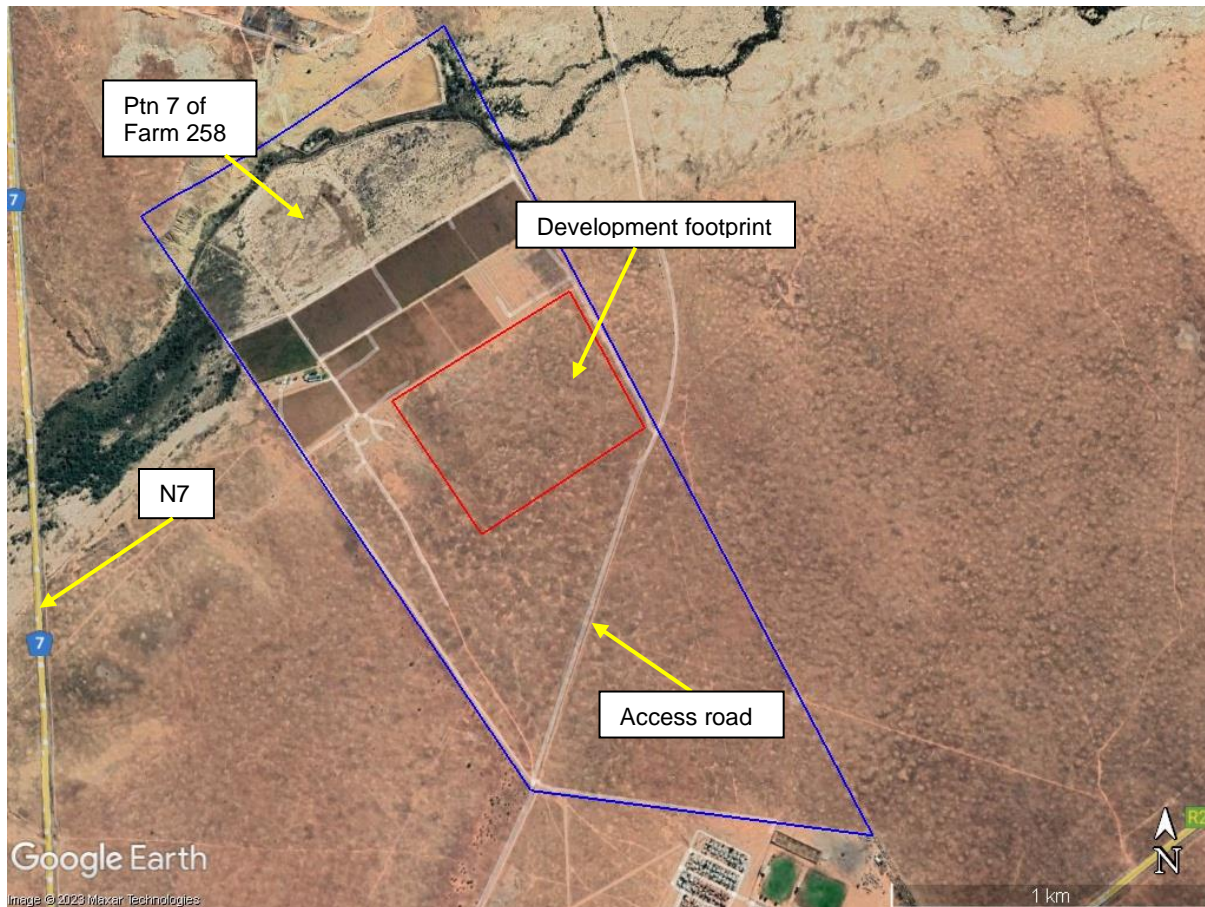 Ptn 7 of
Farm 258
7
Development footprint
N7
7
Access road
R2
N
Google Earth
1 km
Image © 2023 Maxar Technologies